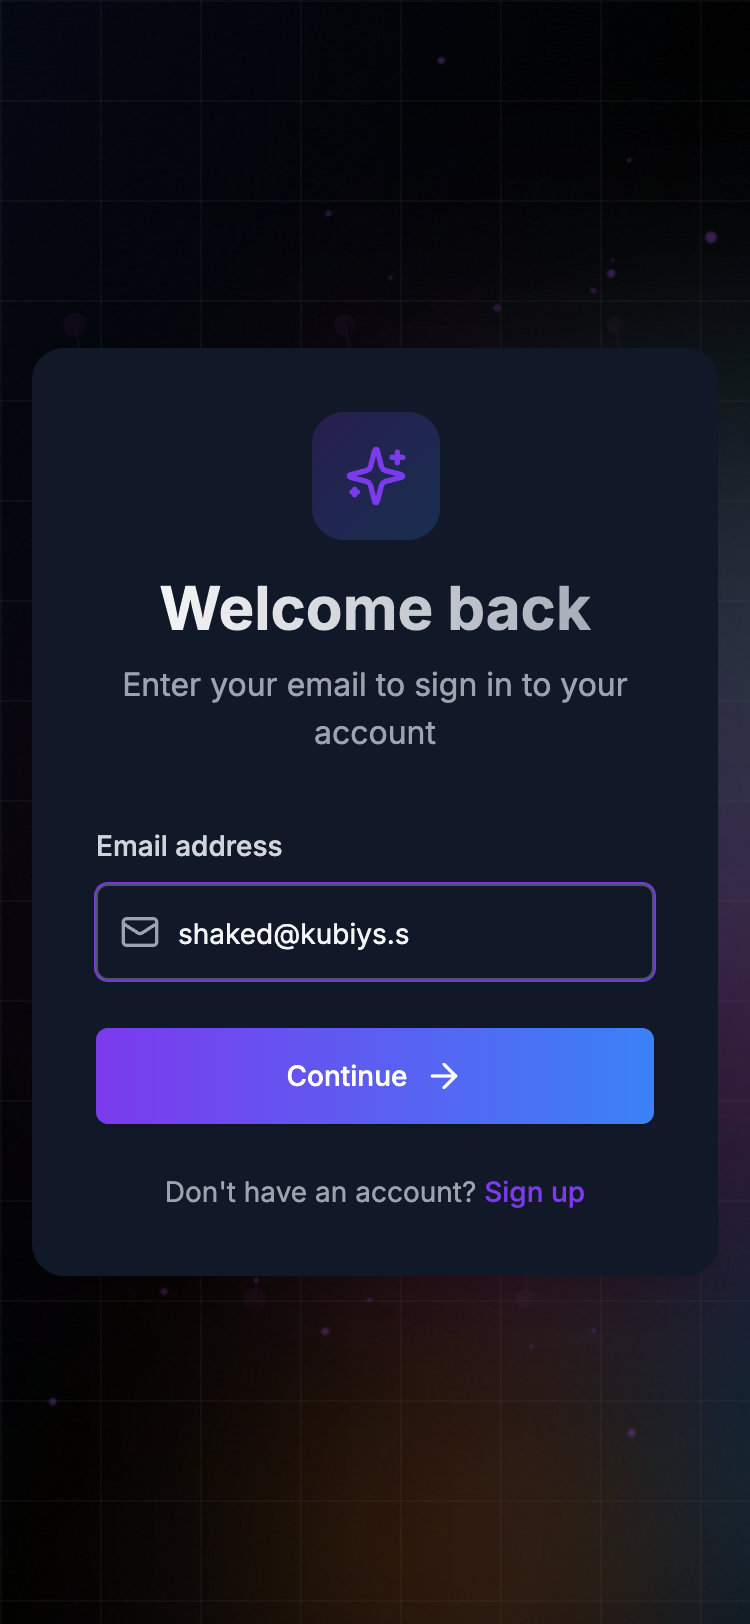 Welcome back
Enter your email to sign in to your
account
Email address
shaked@kubiys.s
Continue
Don't have an account? Sign up